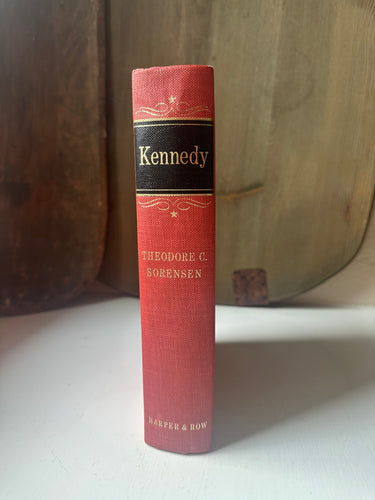 Kennedy
THEODORE C.
SORENSEN
HARPER & ROW